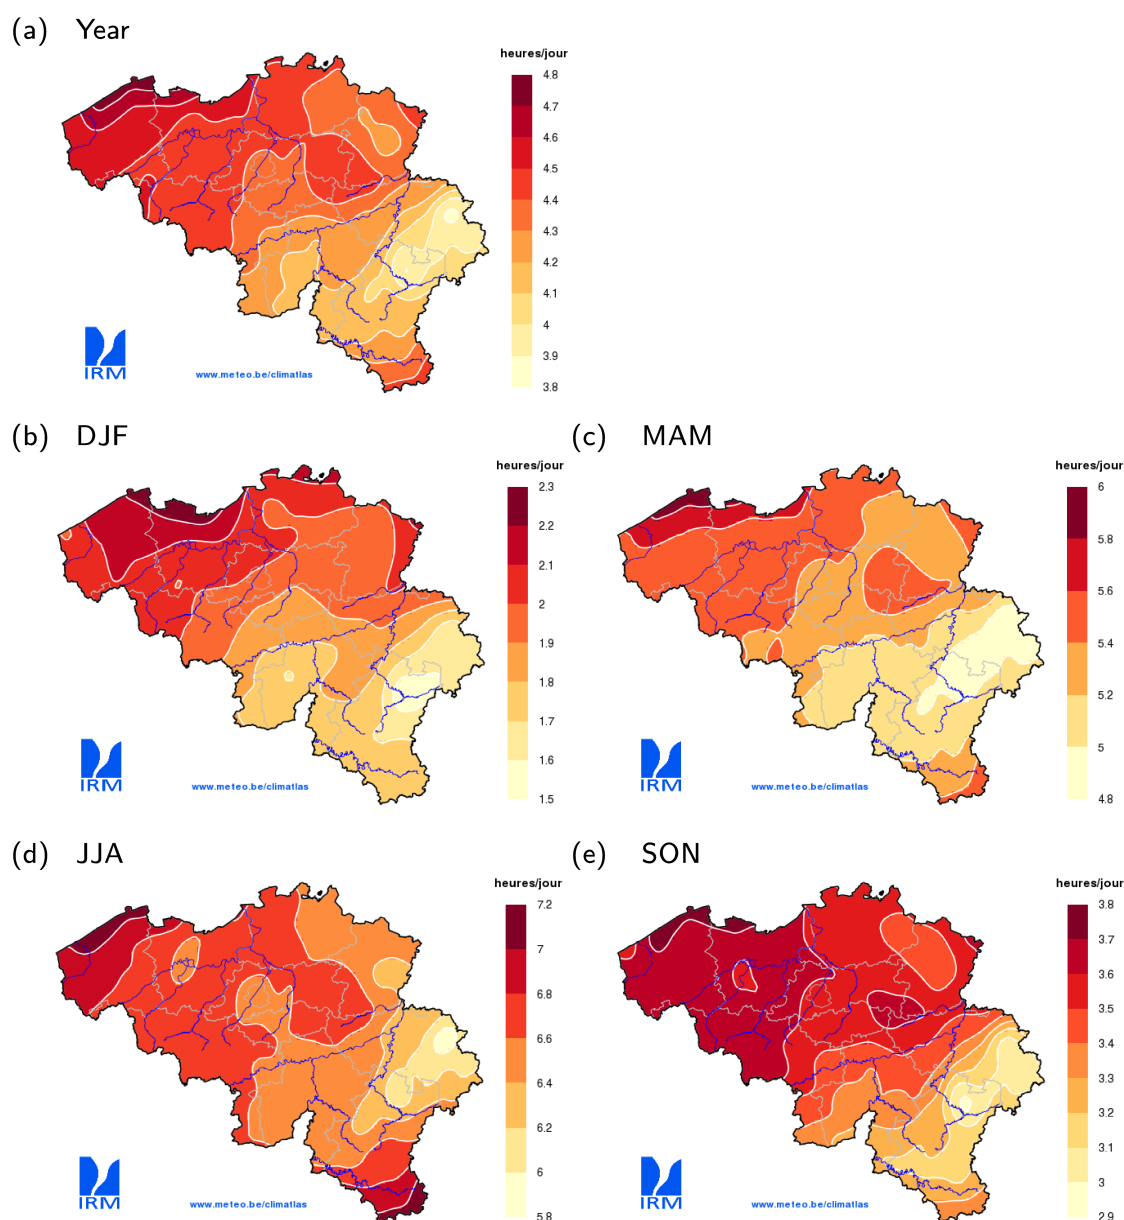 (a) Year
heures/jour
4.8
4.7
4.6
4.5
4.4
4.3
4.2
4.1
4
3.9
3.8
IRM
www.meteo.be/climatlas
(b) DJF
heures/jour
2.3
2.2
2.1
2
1.9
1.8
1.7
1.6
1.5
IRM
www.meteo.be/climatlas
(c) MAM
heures/jour
6
5.8
5.6
5.4
5.2
5
4.8
IRM
www.meteo.be/climatlas
(d) JJA
heures/jour
7.2
7
6.8
6.6
6.4
6.2
6
5.8
IRM
www.meteo.be/climatlas
(e) SON
heures/jour
3.8
3.7
3.6
3.5
3.4
3.3
3.2
3.1
3
2.9
IRM
www.meteo.be/climatlas